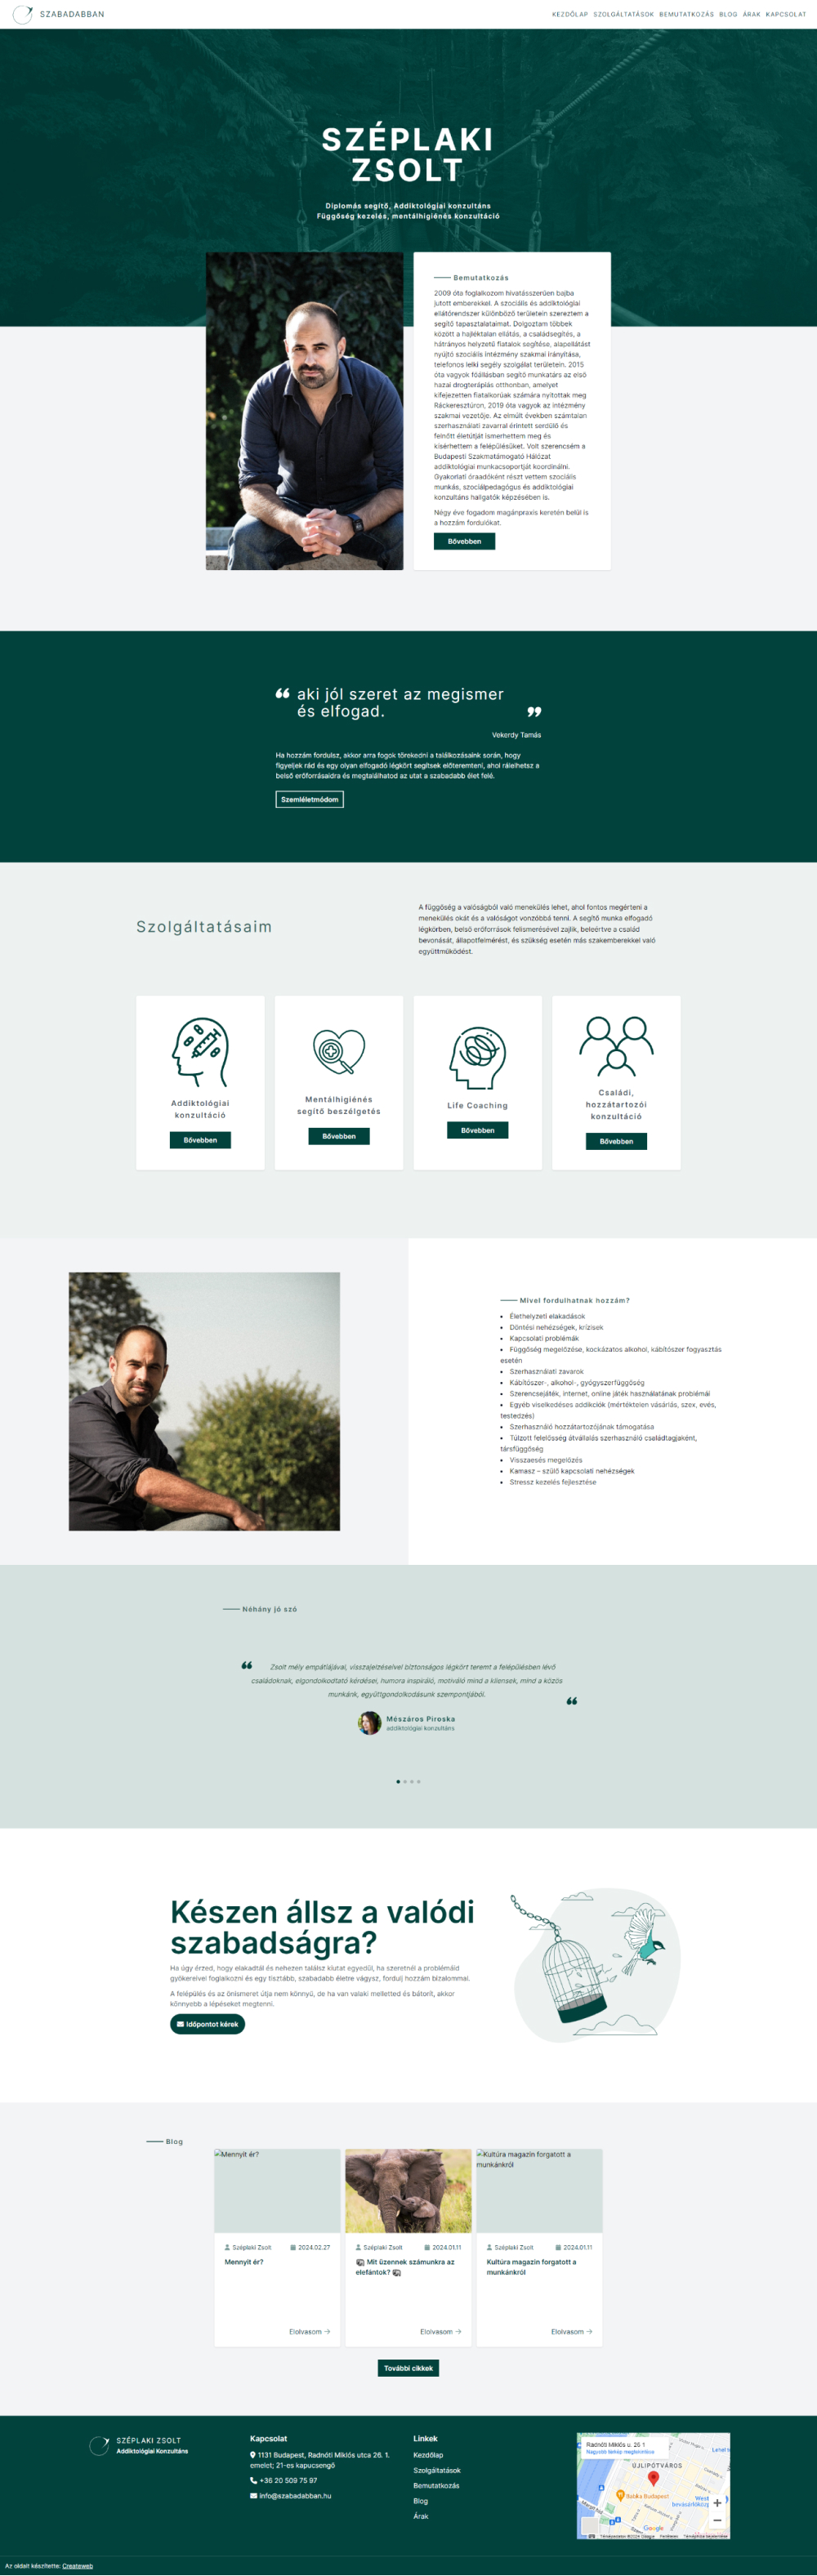 SZABADABBAN
KEZDŐLAP SZOLGÁLTATÁSOK BEMUTATKOZÁS BLOG ÁRAK KAPCSOLAT
SZÉPLAKI
ZSOLT
Diplomás segítő, Addiktológiai konzultáns
Függőség kezelés, mentálhigiénés konzultáció
Bemutatkozás
2009 óta foglalkozom hivatásszerűen bajba
jutott emberekkel. A szociális és addiktológiai
ellátórendszer különböző területein szereztem a
segítő tapasztalataimat. Dolgoztam többek
között a hajléktalan ellátás, a családsegítés, a
hátrányos helyzetű fiatalok segítése, alapellátást
nyújtó szociális intézmény szakmai irányítása,
telefonos lelki segély szolgálat területein. 2015
óta vagyok főállásban segítő munkatárs az első
hazai drogterápiás otthonban, amelyet
kifejezetten fiatalkorúak számára nyitottak meg
Ráckeresztúron, 2019 óta vagyok az intézmény
szakmai vezetője. Az elmúlt években számtalan
szerhasználati zavarral érintett serdülő és
felnőtt életútját ismerhettem meg és
kísérhettem a felépülésüket. Volt szerencsém a
Budapesti Szakmatámogató Hálózat
addiktológiai munkacsoportját koordinálni.
Gyakorlati óraadóként részt vettem szociális
munkás, szociálpedagógus és addiktológiai
konzultáns hallgatók képzésében is.
Négy éve fogadom magánpraxis keretén belül is
a hozzám fordulókat.
Bővebben
aki jól szeret az megismer
és elfogad.
Vekerdy Tamás
Ha hozzám fordulsz, akkor arra fogok törekedni a találkozásaink során, hogy
figyeljek rád és egy olyan elfogadó légkört segítsek előteremteni, ahol rálelhetsz a
belső erőforrásaidra és megtalálhatod az utat a szabadabb élet felé.
Szemléletmódom
Szolgáltatásaim
A függőség a valóságból való menekülés lehet, ahol fontos megérteni a
menekülés okát és a valóságot vonzóbbá tenni. A segítő munka elfogadó
légkörben, belső erőforrások felismerésével zajlik, beleértve a család
bevonását, állapotfelmérést, és szükség esetén más szakemberekkel való
együttműködést.
Addiktológiai
konzultáció
Bővebben
Mentálhigiénés
segítő beszélgetés
Bővebben
Life Coaching
Bővebben
Családi,
hozzátartozói
konzultáció
Bővebben
Mivel fordulhatnak hozzám?
• Élethelyzeti elakadások
• Döntési nehézségek, krízisek
• Kapcsolati problémák
• Függőség megelőzése, kockázatos alkohol, kábítószer fogyasztás
esetén
• Szerhasználati zavarok
• Kábítószer-, alkohol-, gyógyszerfüggőség
• Szerencsejáték, internet, online játék használatának problémái
• Egyéb viselkedéses addikciók (mértéktelen vásárlás, szex, evés,
testedzés)
• Szerhasználó hozzátartozójának támogatása
• Túlzott felelősség átvállalás szerhasználó családtagjaként,
társfüggőség
• Visszaesés megelőzés
• Kamasz – szülő kapcsolati nehézségek
• Stressz kezelés fejlesztése
Néhány jó szó
Zsolt mély empátiájával, visszajelzéseivel biztonságos légkört teremt a felépülésben lévő
családoknak, elgondolkodtató kérdései, humora inspiráló, motiváló mind a kliensek, mind a közös
munkánk, együttgondolkodásunk szempontjából.
Mészáros Piroska
addiktológiai konzultáns
Készen állsz a valódi
szabadságra?
Ha úgy érzed, hogy elakadtál és nehezen találsz kiutat egyedül, ha szeretnél a problémáid
gyökereivel foglalkozni és egy tisztább, szabadabb életre vágysz, fordulj hozzám bizalommal.
A felépülés és az önismeret útja nem könnyű, de ha van valaki melletted és bátorít, akkor
könnyebb a lépéseket megtenni.
Időpontot kérek
Blog
Mennyit ér?
Kultúra magazin forgatott a
munkánkról
Széplaki Zsolt 2024.02.27
Mennyit ér?
Elolvasom →
Széplaki Zsolt 2024.01.11
🐘 Mit üzennek számunkra az
elefántok? 🐘
Elolvasom →
Széplaki Zsolt 2024.01.11
Kultúra magazin forgatott a
munkánkról
Elolvasom →
További cikkek
SZÉPLAKI ZSOLT
Addiktológiai Konzultáns
Kapcsolat
1131 Budapest, Radnóti Miklós utca 26. 1.
emelet; 21-es kapucsengő
+36 20 509 75 97
info@szabadabban.hu
Linkek
Kezdőlap
Szolgáltatások
Bemutatkozás
Blog
Árak
Radnóti Miklós u. 26 1
Nagyobb térkép megtekintése
ÚJLIPÓTVÁROS
Babka Budapest
Google
Az oldalt készítette: Createweb